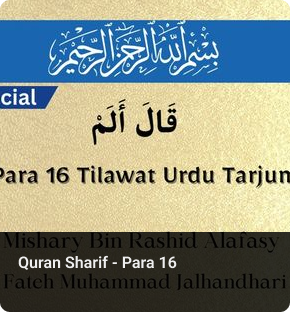 بِسْمِ اللَّهِ الرَّحْمَٰنِ الرَّحِيمِ
cial
قَالَ أَلَمْ
Para 16 Tilawat Urdu Tarjum
Mishary Bin Rashid Alafasy
Quran Sharif - Para 16
Fateh Muhammad Jalhandhari